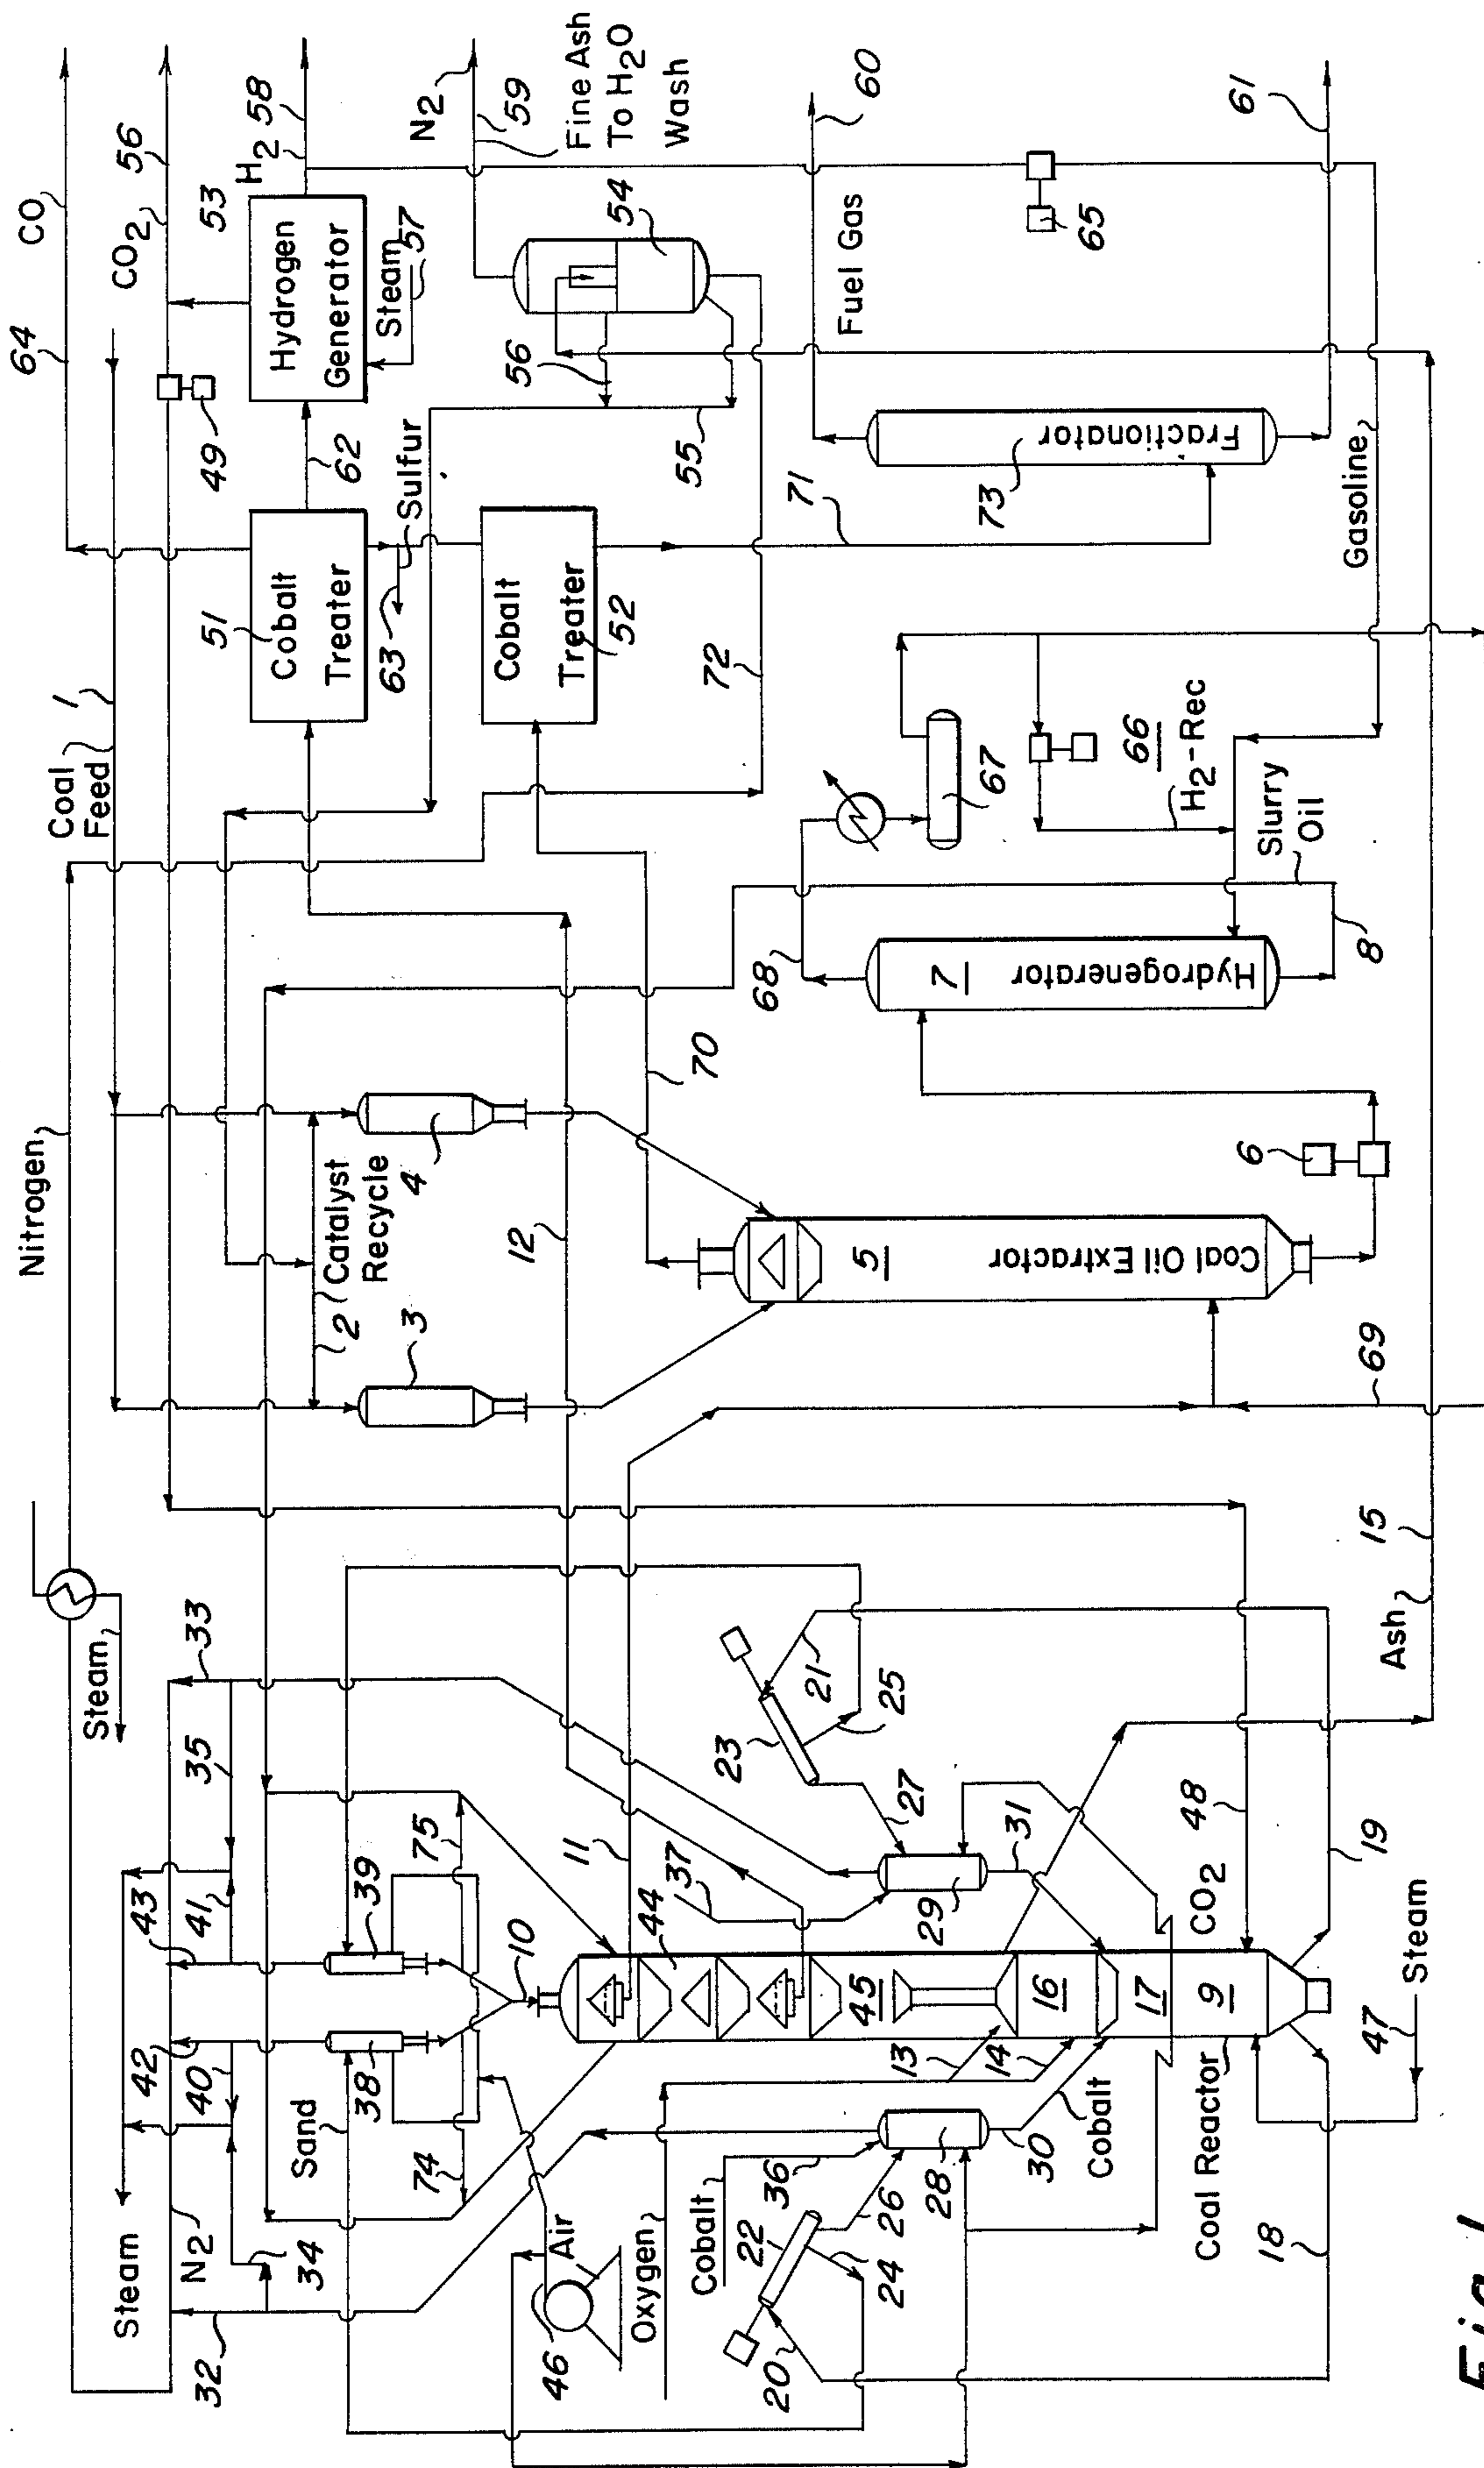 Nitrogen
CO
64
Steam
Coal
Feed
1
CO2
56
Steam
42
43
33
49
53
H2
58
N2
40
41
35
32
34
51
Cobalt
Treater
62
Hydrogen
Generator
Steam
57
N2
59
Fine Ash
To H2O
Wash
Sand
38
39
2
Catalyst
Recycle
3
4
63
Sulfur
74
75
10
12
Cobalt
Treater
52
55
56
54
46
Air
11
44
37
Oxygen
70
72
Cobalt
36
22
23
68
71
60
20
24
26
28
13
14
45
29
27
21
25
5
Coal Oil Extractor
7
Hydrogenerator
67
73
Fractionator
Fuel Gas
30
Cobalt
16
17
31
66
H2-Rec
65
Coal Reactor
9
CO2
48
6
Slurry
Oil
61
18
47
Steam
19
69
8
Gasoline
Ash
15
Fig. 1